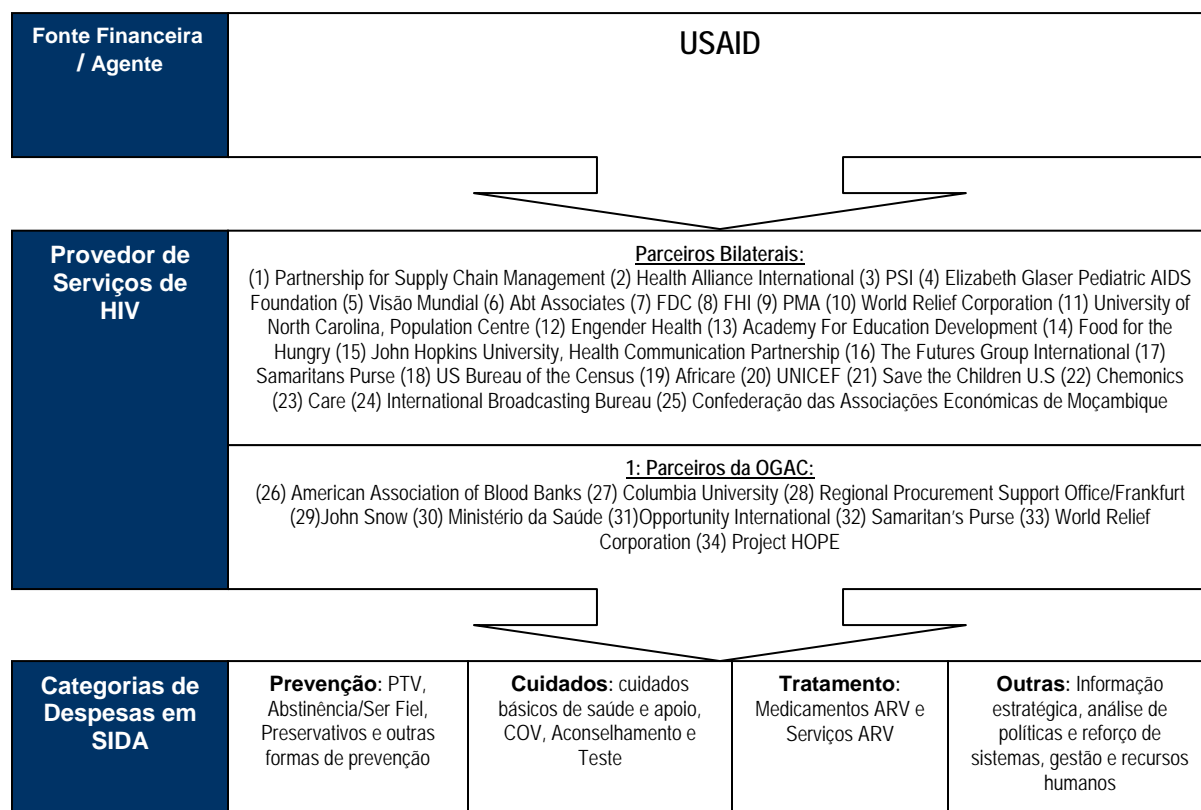 Fonte Financeira
/ Agente
USAID
Provedor de
Serviços de
HIV
Parceiros Bilaterais:
(1) Partnership for Supply Chain Management (2) Health Alliance International (3) PSI (4) Elizabeth Glaser Pediatric AIDS
Foundation (5) Visão Mundial (6) Abt Associates (7) FDC (8) FHI (9) PMA (10) World Relief Corporation (11) University of
North Carolina, Population Centre (12) Engender Health (13) Academy For Education Development (14) Food for the
Hungry (15) John Hopkins University, Health Communication Partnership (16) The Futures Group International (17)
Samaritans Purse (18) US Bureau of the Census (19) Africare (20) UNICEF (21) Save the Children U.S (22) Chemonics
(23) Care (24) International Broadcasting Bureau (25) Confederação das Associações Económicas de Moçambique
1: Parceiros da OGAC:
(26) American Association of Blood Banks (27) Columbia University (28) Regional Procurement Support Office/Frankfurt
(29)John Snow (30) Ministério da Saúde (31)Opportunity International (32) Samaritan's Purse (33) World Relief
Corporation (34) Project HOPE
Categorias de
Despesas em
SIDA
Prevenção: PTV,
Abstinência/Ser Fiel,
Preservativos e outras
formas de prevenção
Cuidados: cuidados
básicos de saúde e apoio,
COV, Aconselhamento e
Teste
Tratamento:
Medicamentos ARV e
Serviços ARV
Outras: Informação
estratégica, análise de
políticas e reforço de
sistemas, gestão e recursos
humanos